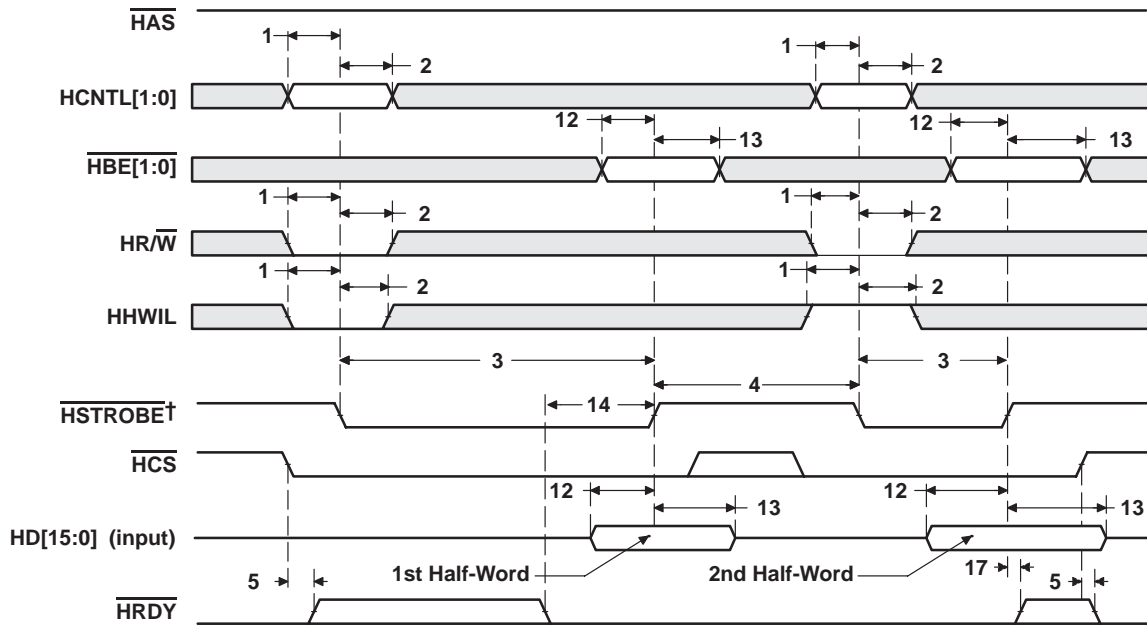 HAS
1
1
2
2
HCNTL[1:0]
12
13
12
13
HBE[1:0]
1
1
2
2
HR/W
1
1
2
2
HHWIL
3
3
4
14
HSTROBE†
HCS
12
13
12
13
HD[15:0] (input)
1st Half-Word
2nd Half-Word
5
17
5
HRDY